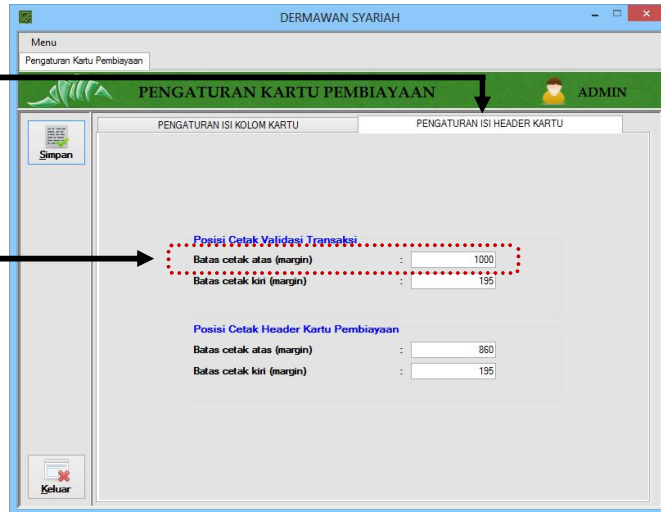 DERMAWAN SYARIAH
Menu
Pengaturan Kartu Pembiayaan
PENGATURAN KARTU PEMBIAYAAN ADMIN
PENGATURAN ISI KOLOM KARTU PENGATURAN ISI HEADER KARTU
Simpan
Posisi Cetak Validasi Transaksi
Batas cetak atas (margin) : 1000
Batas cetak kiri (margin) : 195
Posisi Cetak Header Kartu Pembiayaan
Batas cetak atas (margin) : 860
Batas cetak kiri (margin) : 195
Keluar